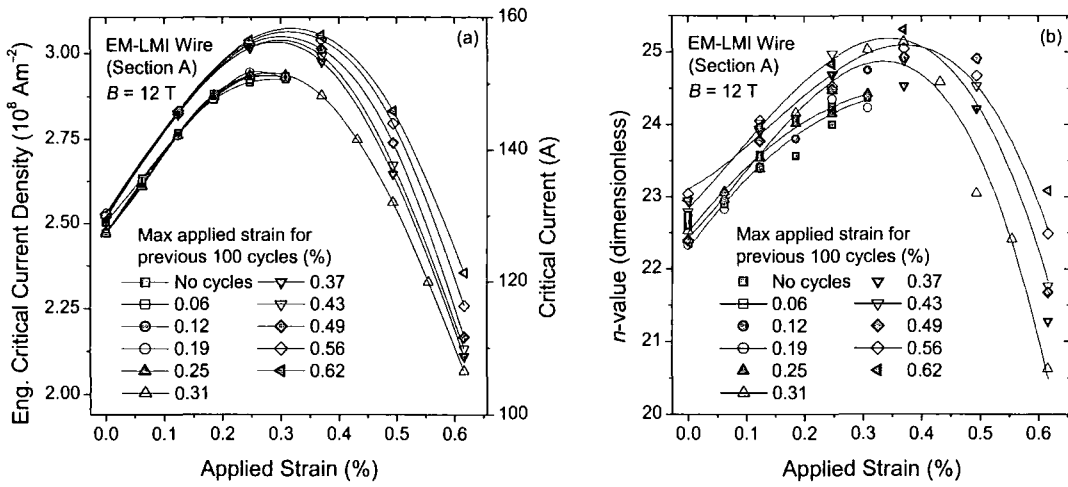 (a)
EM-LMI Wire
(Section A)
B = 12 T
Eng. Critical Current Density (10⁸ Am⁻²)
3.00
2.75
2.50
2.25
2.00
Critical Current (A)
160
140
120
100
Max applied strain for
previous 100 cycles (%)
No cycles
0.06
0.12
0.19
0.25
0.31
0.37
0.43
0.49
0.56
0.62
0.0 0.1 0.2 0.3 0.4 0.5 0.6
Applied Strain (%)
(b)
EM-LMI Wire
(Section A)
B = 12 T
n-value (dimensionless)
25
24
23
22
21
20
Max applied strain for
previous 100 cycles (%)
No cycles
0.06
0.12
0.19
0.25
0.31
0.37
0.43
0.49
0.56
0.62
0.0 0.1 0.2 0.3 0.4 0.5 0.6
Applied Strain (%)